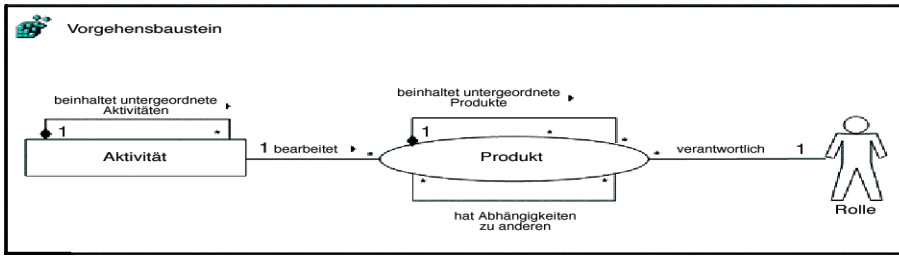 Vorgehensbaustein
beinhaltet untergeordnete
Aktivitäten
1 *
Aktivität
1 bearbeitet *
beinhaltet untergeordnete
Produkte
1 * *
Produkt
* *
hat Abhängigkeiten
zu anderen
* verantwortlich 1
Rolle